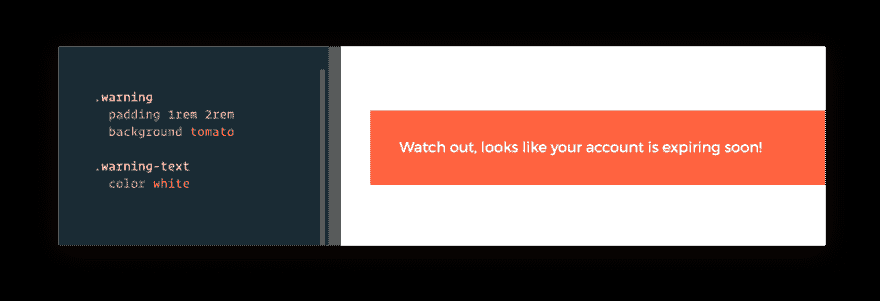 .warning
padding 1rem 2rem
background tomato
.warning-text
color white
Watch out, looks like your account is expiring soon!